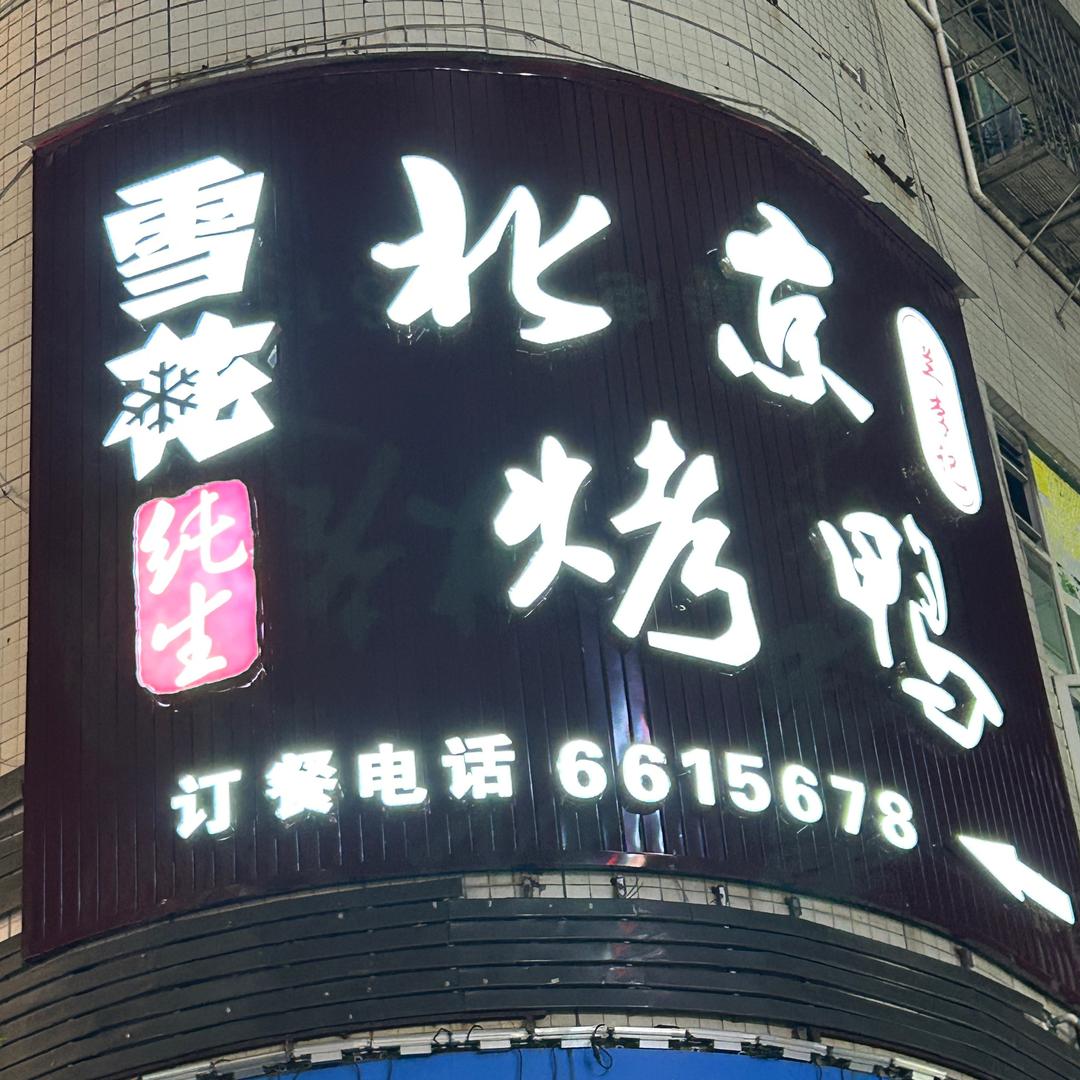 雪花
纯生
北京
烤鸭
订餐电话 6615678